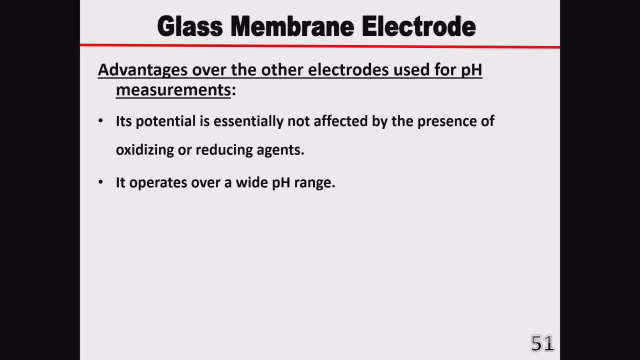 Glass Membrane Electrode
Advantages over the other electrodes used for pH
measurements:
• Its potential is essentially not affected by the presence of
oxidizing or reducing agents.
• It operates over a wide pH range.
51